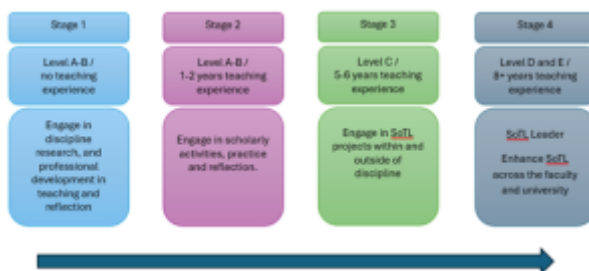 Stage 1
Level A-B /
no teaching
experience
Engage in
discipline
research, and
professional
development in
teaching and
reflection
Stage 2
Level A-B /
1-2 years teaching
experience
Engage in scholarly
activities, practice
and reflection.
Stage 3
Level C /
5-6 years teaching
experience
Engage in SoTL
projects within and
outside of
discipline
Stage 4
Level D and E /
8+ years teaching
experience
SoTL Leader
Enhance SoTL
across the faculty
and university